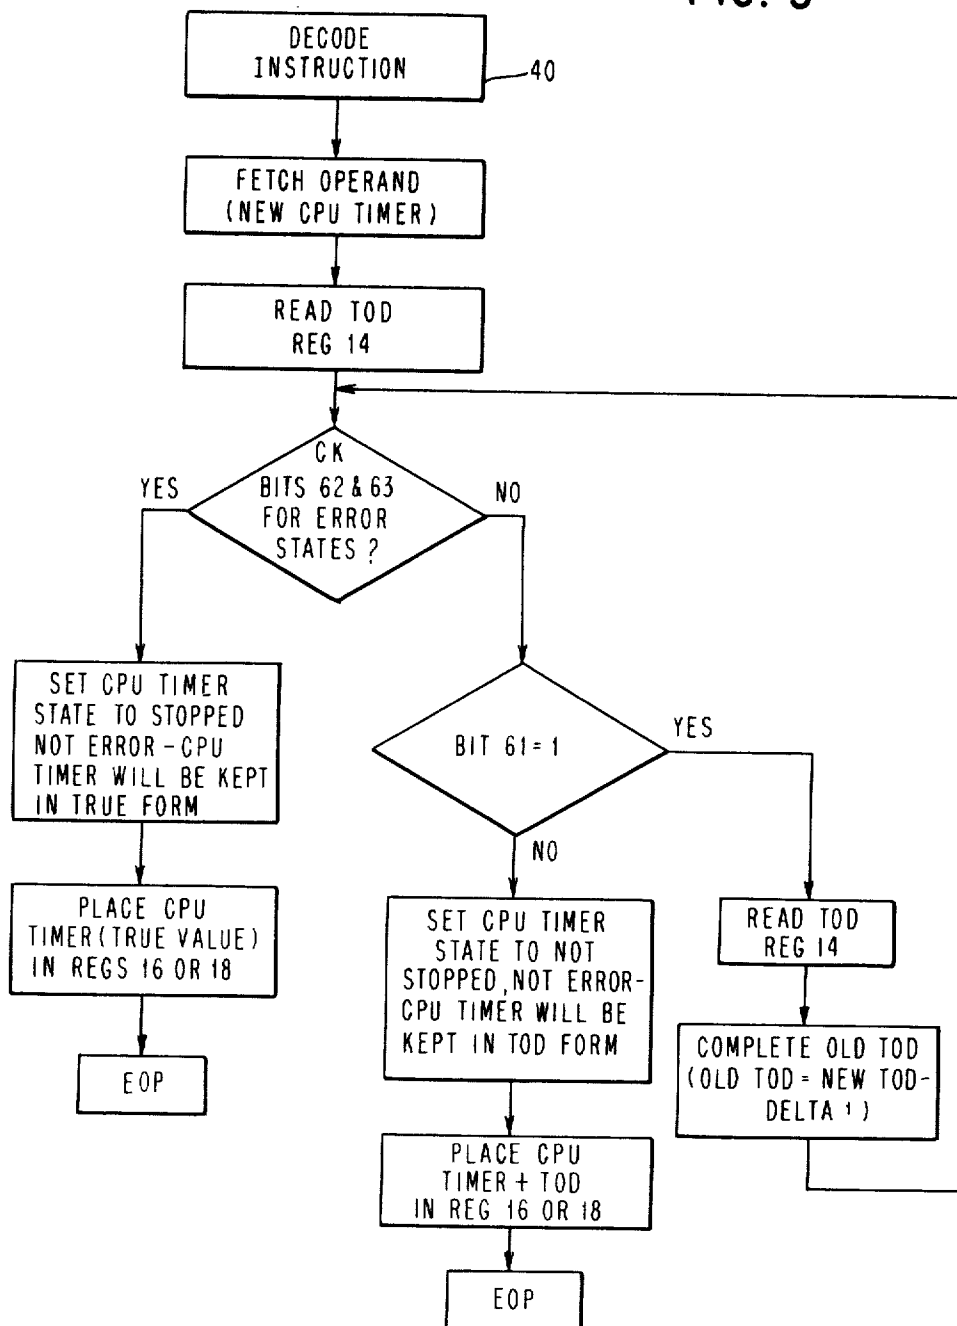 DECODE
INSTRUCTION
40
FETCH OPERAND
(NEW CPU TIMER)
READ TOD
REG 14
CK
BITS 62 & 63
FOR ERROR
STATES ?
YES
NO
SET CPU TIMER
STATE TO STOPPED
NOT ERROR-CPU
TIMER WILL BE KEPT
IN TRUE FORM
BIT 61 = 1
YES
NO
PLACE CPU
TIMER (TRUE VALUE)
IN REGS 16 OR 18
EOP
SET CPU TIMER
STATE TO NOT
STOPPED, NOT ERROR-
CPU TIMER WILL BE
KEPT IN TOD FORM
READ TOD
REG 14
COMPLETE OLD TOD
(OLD TOD = NEW TOD-
DELTA 1)
PLACE CPU
TIMER + TOD
IN REG 16 OR 18
EOP